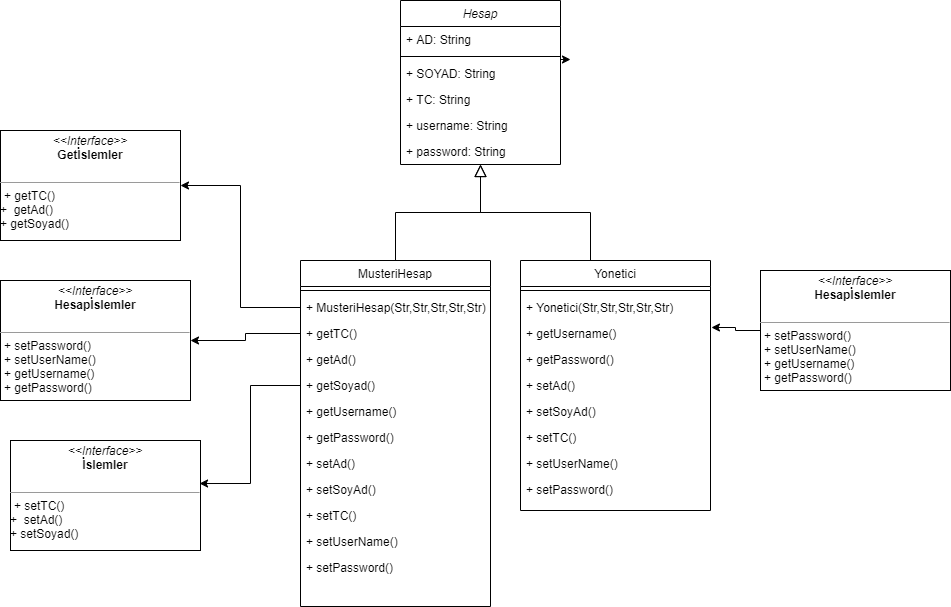 Hesap
+ AD: String
+ SOYAD: String
+ TC: String
+ username: String
+ password: String
<<Interface>>
Getİslemler
+ getTC()
+ getAd()
+ getSoyad()
<<Interface>>
Hesapİslemler
+ setPassword()
+ setUserName()
+ getUsername()
+ getPassword()
<<Interface>>
İslemler
+ setTC()
+ setAd()
+ setSoyad()
MusteriHesap
+ MusteriHesap(Str,Str,Str,Str,Str)
+ getTC()
+ getAd()
+ getSoyad()
+ getUsername()
+ getPassword()
+ setAd()
+ setSoyAd()
+ setTC()
+ setUserName()
+ setPassword()
Yonetici
+ Yonetici(Str,Str,Str,Str,Str)
+ getUsername()
+ getPassword()
+ setAd()
+ setSoyAd()
+ setTC()
+ setUserName()
+ setPassword()
<<Interface>>
Hesapİslemler
+ setPassword()
+ setUserName()
+ getUsername()
+ getPassword()